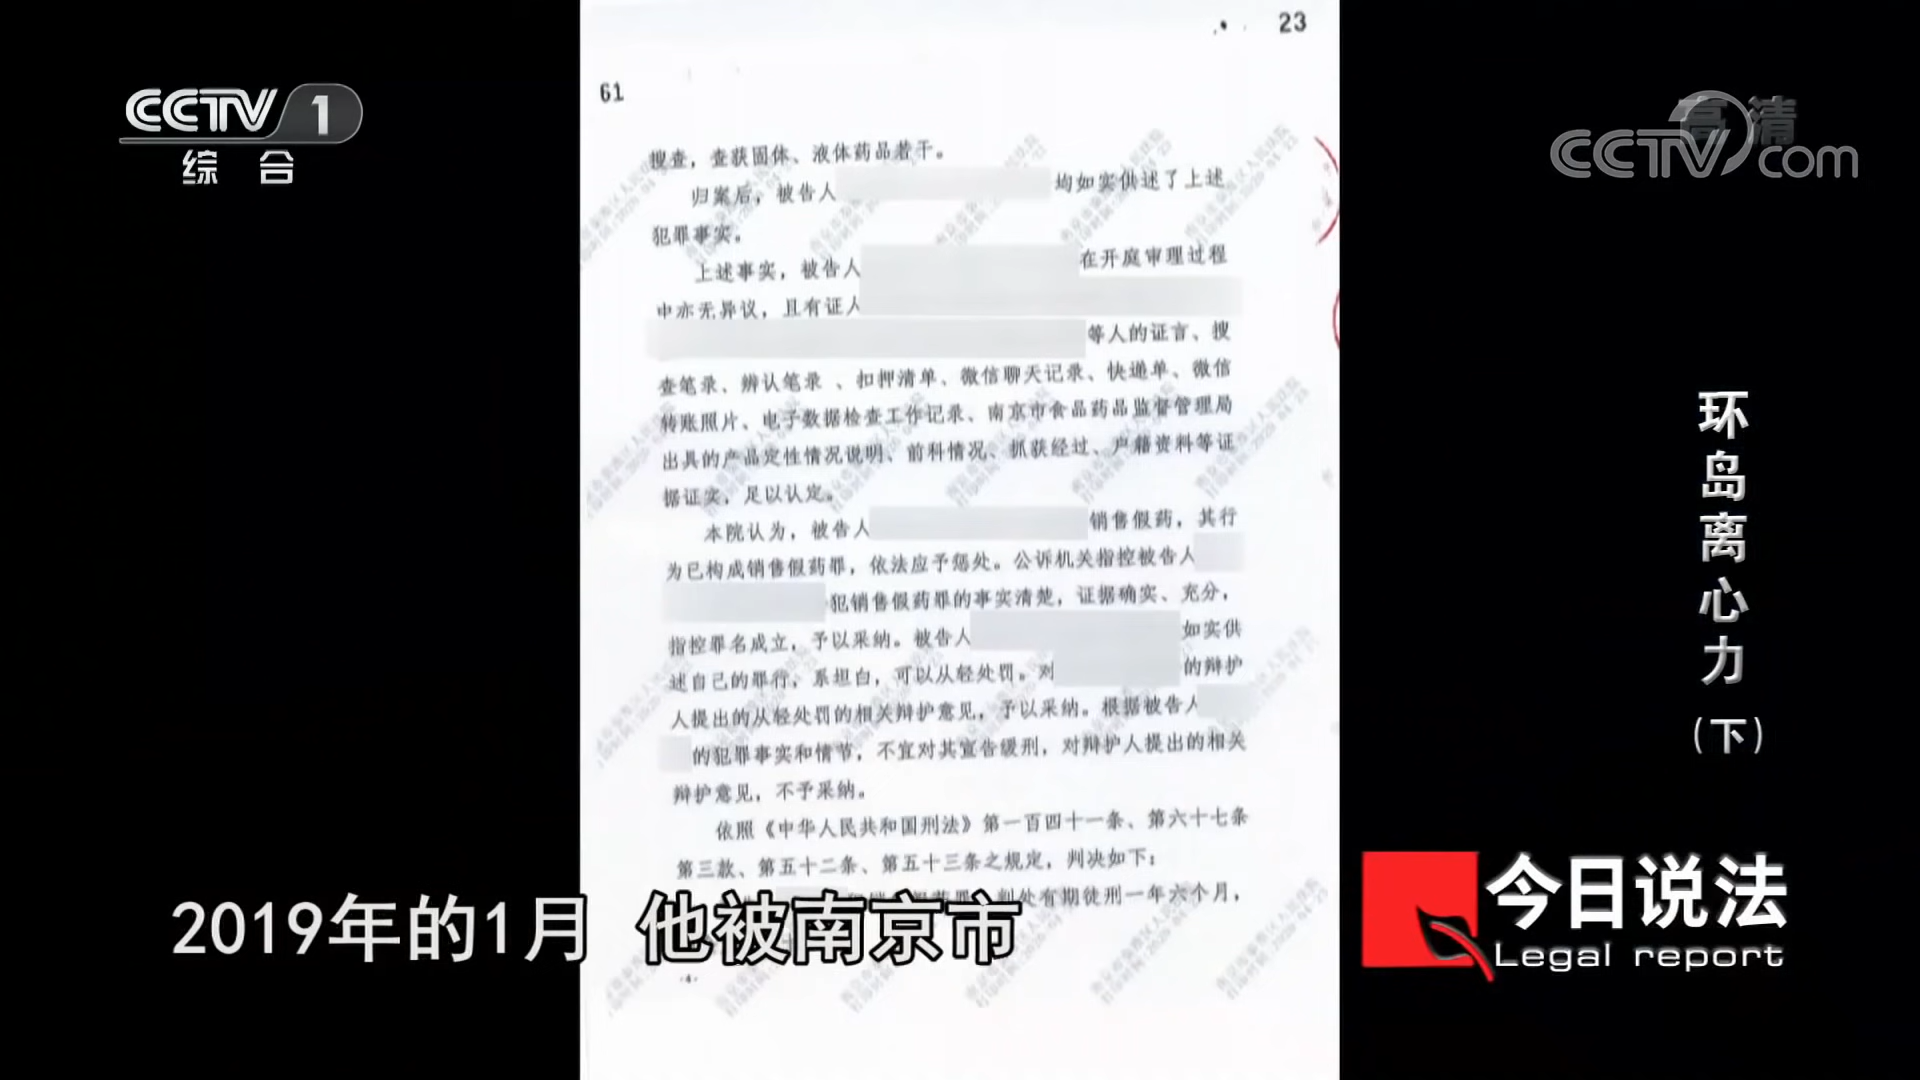 23
61
CCTV 1
综合
高清
CCTV.com
搜查，查获固体、液体药品若干。
归案后，被告人 均如实供述了上述
犯罪事实。
上述事实，被告人 在开庭审理过程
中亦无异议，且有证人
等人的证言、搜
查笔录、辨认笔录、扣押清单、微信聊天记录、快递单、微信
转账照片、电子数据检查工作记录、南京市食品药品监督管理局
出具的产品定性情况说明、前科情况、抓获经过、户籍资料等证
据证实，足以认定。
本院认为，被告人 销售假药，其行
为已构成销售假药罪，依法应予惩处。公诉机关指控被告人
犯销售假药罪的事实清楚，证据确实、充分，
指控罪名成立，予以采纳。被告人 如实供
述自己的罪行，系坦白，可以从轻处罚。对 的辩护
人提出的从轻处罚的相关辩护意见，予以采纳。根据被告人
的犯罪事实和情节，不宜对其宣告缓刑，对辩护人提出的相关
辩护意见，不予采纳。
依照《中华人民共和国刑法》第一百四十一条、第六十七条
第三款、第五十二条、第五十三条之规定，判决如下：
判处有期徒刑一年六个月，
·4·
环岛离心力（下）
今日说法
Legal report
2019年的1月 他被南京市